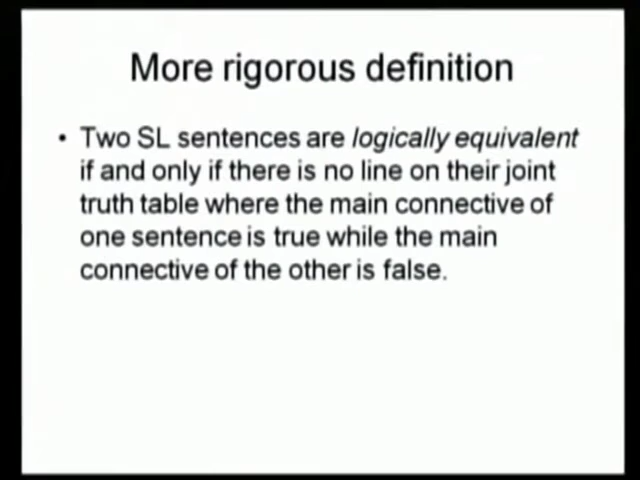 More rigorous definition
• Two SL sentences are logically equivalent
if and only if there is no line on their joint
truth table where the main connective of
one sentence is true while the main
connective of the other is false.